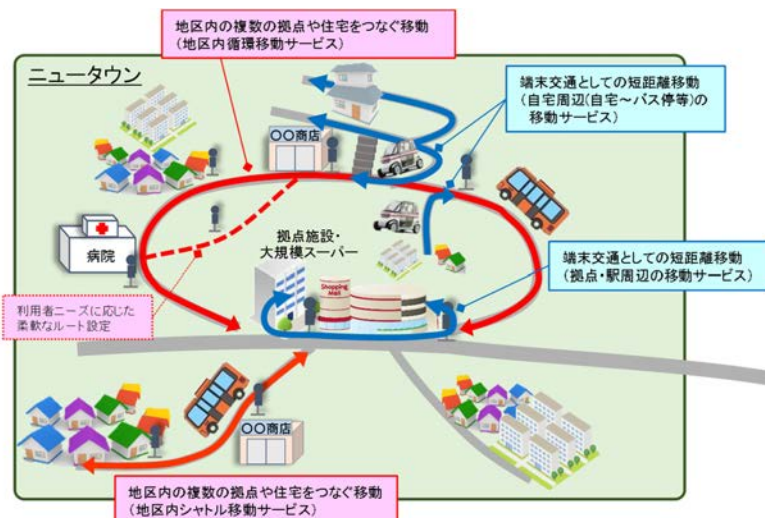 地区内の複数の拠点や住宅をつなぐ移動
(地区内循環移動サービス)
ニュータウン
端末交通としての短距離移動
(自宅周辺(自宅～バス停等)の
移動サービス)
〇〇商店
病院
拠点施設・
大規模スーパー
Shopping
Mall
端末交通としての短距離移動
(拠点・駅周辺の移動サービス)
利用者ニーズに応じた
柔軟なルート設定
〇〇商店
地区内の複数の拠点や住宅をつなぐ移動
(地区内シャトル移動サービス)